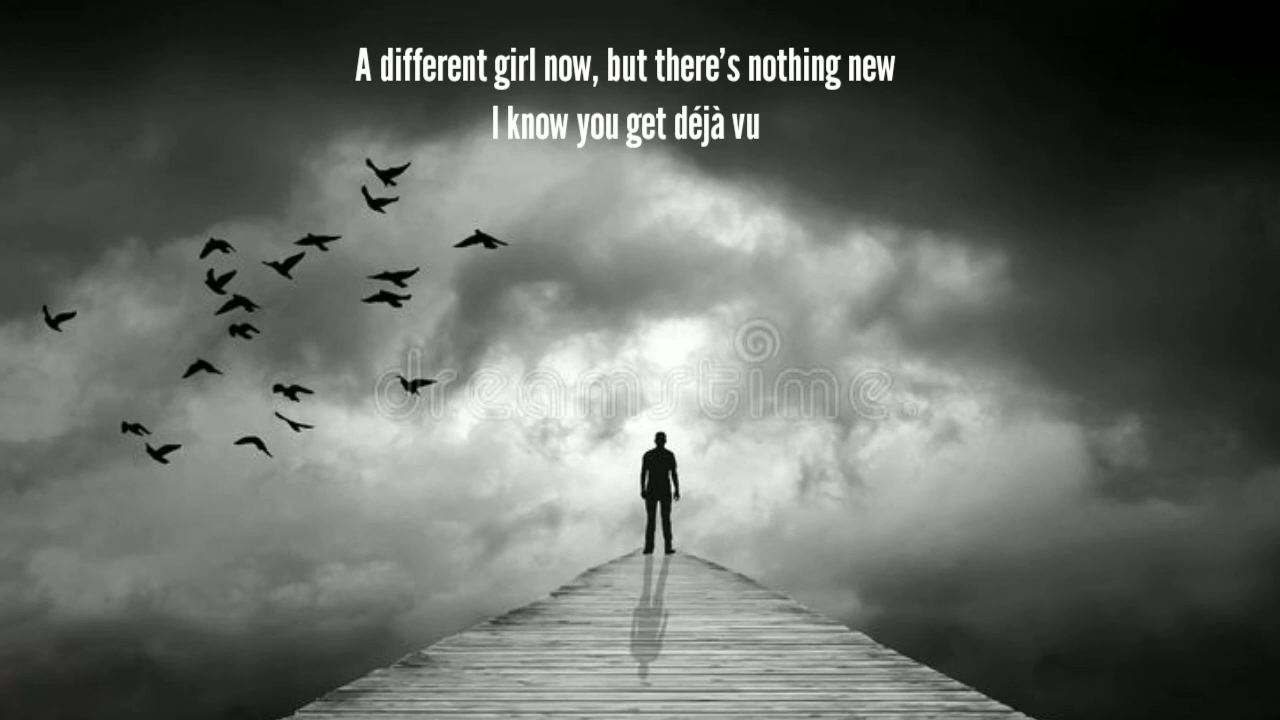 A different girl now, but there's nothing new
I know you get déjà vu
dreamstime